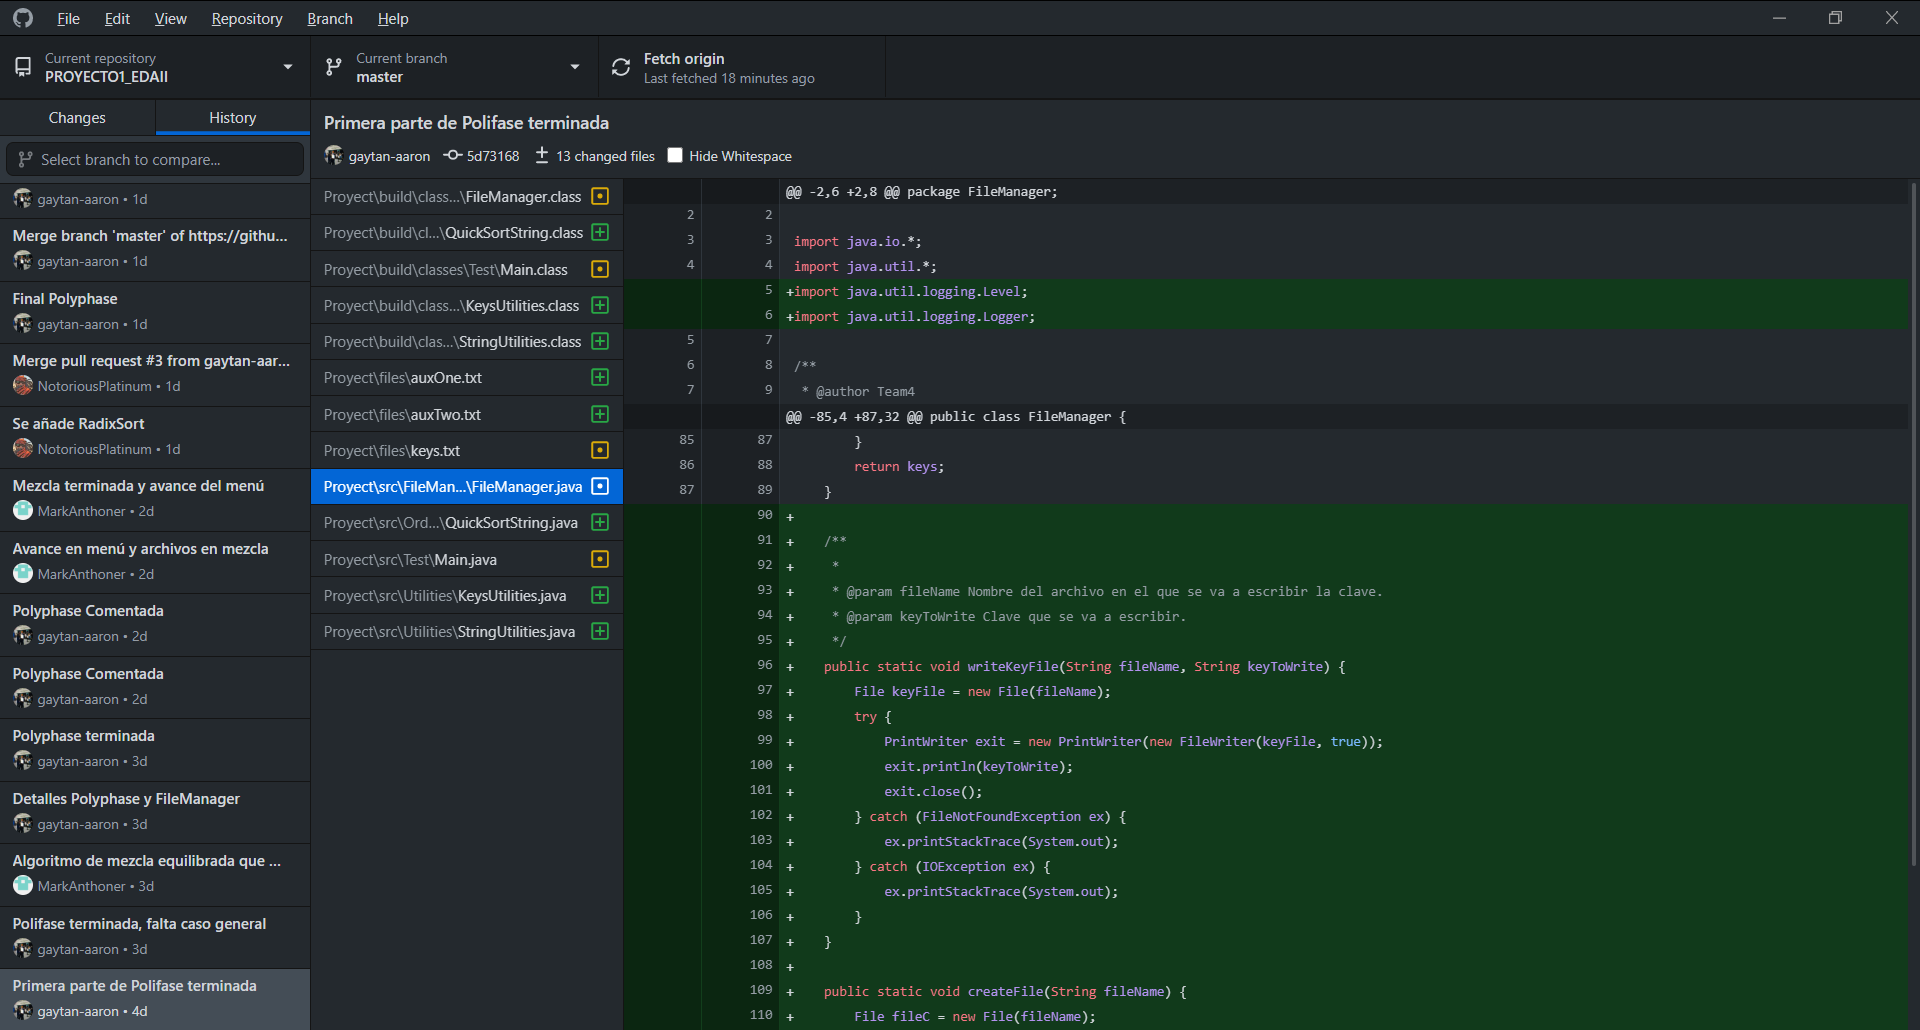 File Edit View Repository Branch Help
Current repository
PROYECTO1_EDAII
Current branch
master
Fetch origin
Last fetched 18 minutes ago
Changes History
Select branch to compare...
gaytan-aaron • 1d
Merge branch 'master' of https://githu...
gaytan-aaron • 1d
Final Polyphase
gaytan-aaron • 1d
Merge pull request #3 from gaytan-aar...
NotoriousPlatinum • 1d
Se añade RadixSort
NotoriousPlatinum • 1d
Mezcla terminada y avance del menú
MarkAnthoner • 2d
Avance en menú y archivos en mezcla
MarkAnthoner • 2d
Polyphase Comentada
gaytan-aaron • 2d
Polyphase Comentada
gaytan-aaron • 2d
Polyphase terminada
gaytan-aaron • 3d
Detalles Polyphase y FileManager
gaytan-aaron • 3d
Algoritmo de mezcla equilibrada que ...
MarkAnthoner • 3d
Polifase terminada, falta caso general
gaytan-aaron • 3d
Primera parte de Polifase terminada
gaytan-aaron • 4d
Primera parte de Polifase terminada
gaytan-aaron 5d73168 13 changed files Hide Whitespace
Proyect\build\class...\FileManager.class
Proyect\build\cl...\QuickSortString.class
Proyect\build\classes\Test\Main.class
Proyect\build\class...\KeysUtilities.class
Proyect\build\clas...\StringUtilities.class
Proyect\files\auxOne.txt
Proyect\files\auxTwo.txt
Proyect\files\keys.txt
Proyect\src\FileMan...\FileManager.java
Proyect\src\Ord...\QuickSortString.java
Proyect\src\Test\Main.java
Proyect\src\Utilities\KeysUtilities.java
Proyect\src\Utilities\StringUtilities.java
@@ -2,6 +2,8 @@ package FileManager;
2 2
3 3 import java.io.*;
4 4 import java.util.*;
5 +import java.util.logging.Level;
6 +import java.util.logging.Logger;
5 7
6 8 /**
7 9 * @author Team4
@@ -85,4 +87,32 @@ public class FileManager {
85 87 }
86 88 return keys;
87 89 }
90 +
91 + /**
92 + *
93 + * @param fileName Nombre del archivo en el que se va a escribir la clave.
94 + * @param keyToWrite Clave que se va a escribir.
95 + */
96 + public static void writeKeyFile(String fileName, String keyToWrite) {
97 + File keyFile = new File(fileName);
98 + try {
99 + PrintWriter exit = new PrintWriter(new FileWriter(keyFile, true));
100 + exit.println(keyToWrite);
101 + exit.close();
102 + } catch (FileNotFoundException ex) {
103 + ex.printStackTrace(System.out);
104 + } catch (IOException ex) {
105 + ex.printStackTrace(System.out);
106 + }
107 + }
108 +
109 + public static void createFile(String fileName) {
110 + File fileC = new File(fileName);